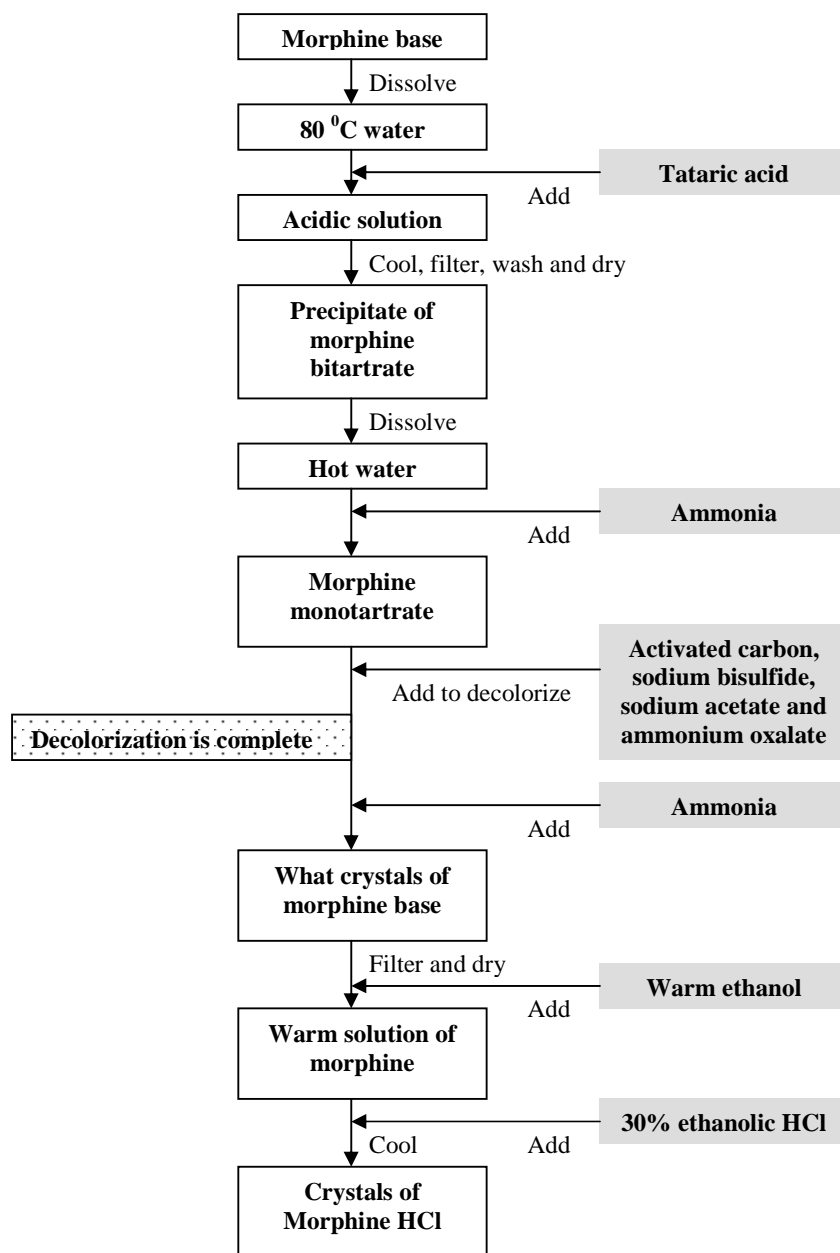 Morphine base
Dissolve
80 ⁰C water
Tataric acid
Add
Acidic solution
Cool, filter, wash and dry
Precipitate of
morphine
bitartrate
Dissolve
Hot water
Ammonia
Add
Morphine
monotartrate
Activated carbon,
sodium bisulfide,
sodium acetate and
ammonium oxalate
Add to decolorize
Decolorization is complete
Ammonia
Add
What crystals of
morphine base
Filter and dry
Warm ethanol
Add
Warm solution of
morphine
30% ethanolic HCl
Cool
Add
Crystals of
Morphine HCl